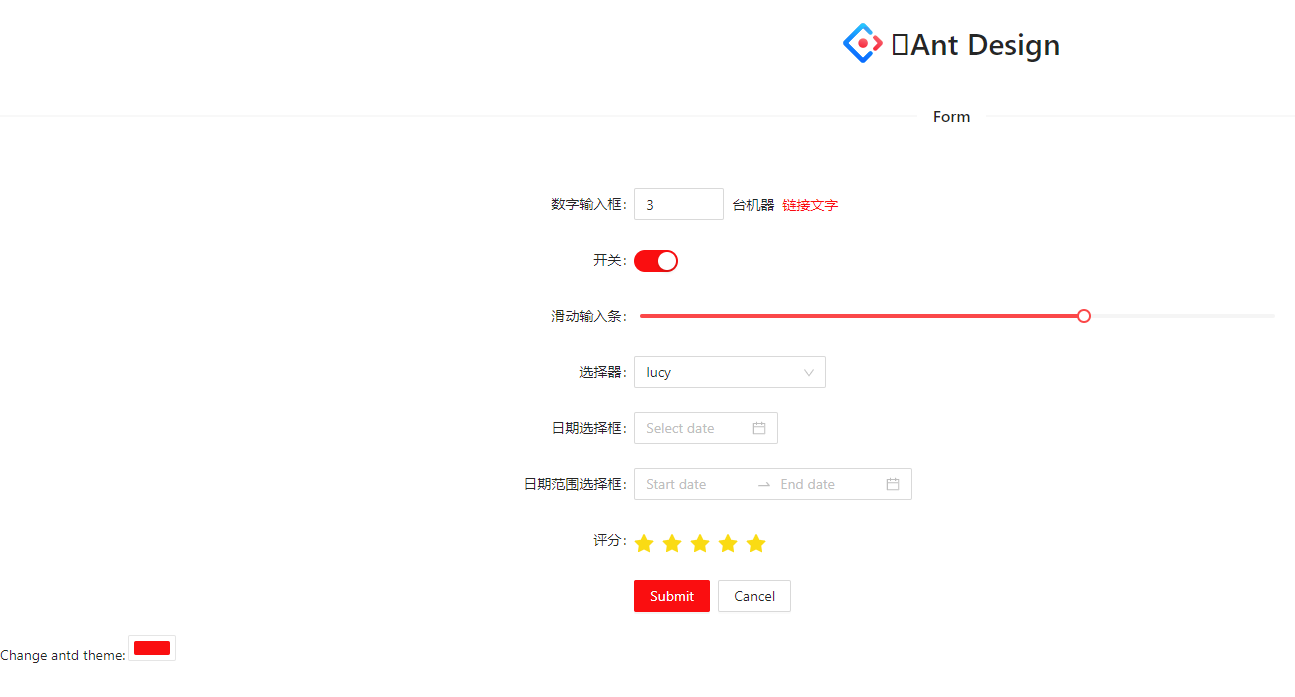 Ant Design
Form
数字输入框: 3 台机器 链接文字
开关:
滑动输入条:
选择器: lucy
日期选择框: Select date
日期范围选择框: Start date → End date
评分:
Submit Cancel
Change antd theme: